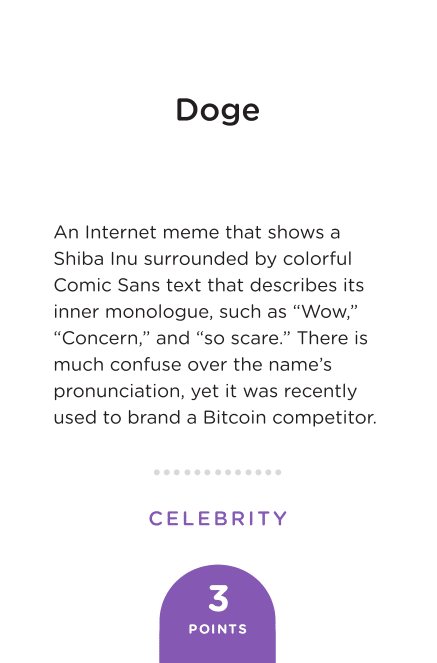 Doge
An Internet meme that shows a
Shiba Inu surrounded by colorful
Comic Sans text that describes its
inner monologue, such as “Wow,”
“Concern,” and “so scare.” There is
much confuse over the name’s
pronunciation, yet it was recently
used to brand a Bitcoin competitor.
CELEBRITY
3
POINTS